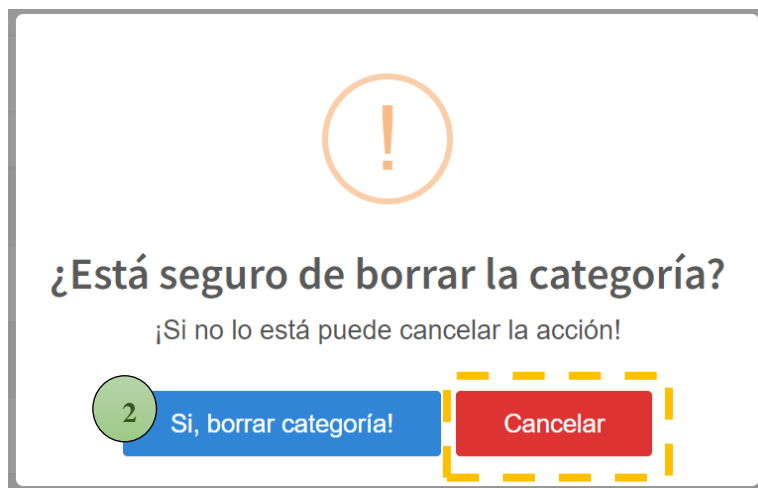 !
¿Está seguro de borrar la categoría?
¡Si no lo está puede cancelar la acción!
2 Si, borrar categoría! Cancelar